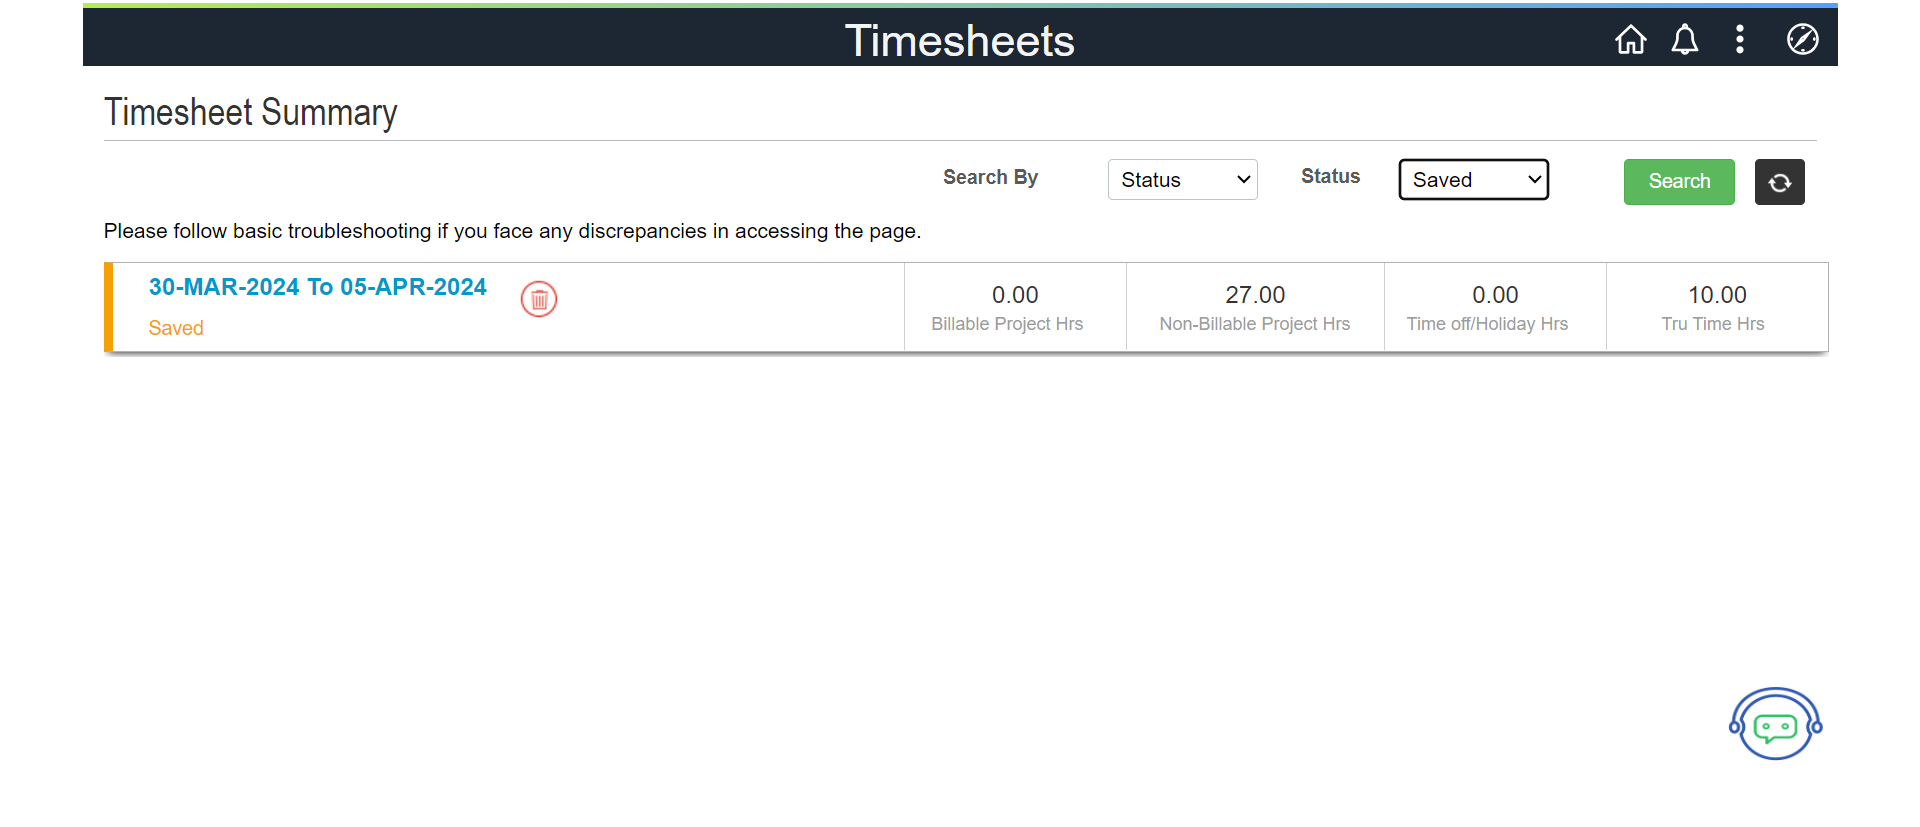 Timesheets
Timesheet Summary
Search By Status Status Saved Search
Please follow basic troubleshooting if you face any discrepancies in accessing the page.
30-MAR-2024 To 05-APR-2024
Saved
0.00
Billable Project Hrs
27.00
Non-Billable Project Hrs
0.00
Time off/Holiday Hrs
10.00
Tru Time Hrs